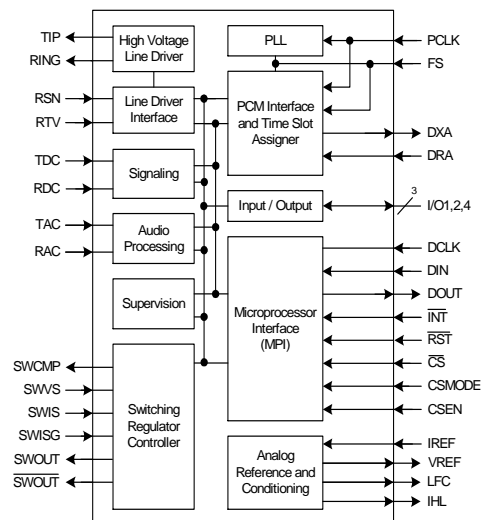 TIP
RING
High Voltage
Line Driver
PLL
PCLK
FS
RSN
RTV
Line Driver
Interface
PCM Interface
and Time Slot
Assigner
DXA
DRA
TDC
RDC
Signaling
Input / Output
3
I/O1,2,4
TAC
RAC
Audio
Processing
Supervision
Microprocessor
Interface
(MPI)
DCLK
DIN
DOUT
INT
RST
CS
CSMODE
CSEN
SWCMP
SWVS
SWIS
SWISG
SWOUT
SWOUT
Switching
Regulator
Controller
Analog
Reference and
Conditioning
IREF
VREF
LFC
IHL